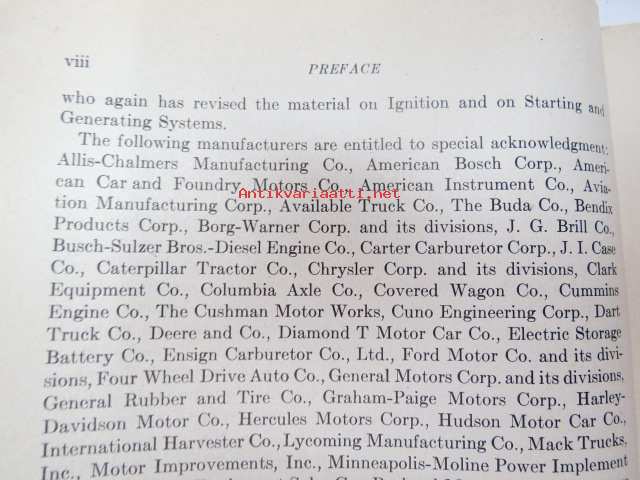 viii
PREFACE
who again has revised the material on Ignition and on Starting and
Generating Systems.
The following manufacturers are entitled to special acknowledgment:
Allis-Chalmers Manufacturing Co., American Bosch Corp., Ameri-
can Car and Foundry Motors Co., American Instrument Co., Avia-
Antikvariaatti.net
tion Manufacturing Corp., Available Truck Co., The Buda Co., Bendix
Products Corp., Borg-Warner Corp. and its divisions, J. G. Brill Co.,
Busch-Sulzer Bros.-Diesel Engine Co., Carter Carburetor Corp., J. I. Case
Co., Caterpillar Tractor Co., Chrysler Corp. and its divisions, Clark
Equipment Co., Columbia Axle Co., Covered Wagon Co., Cummins
Engine Co., The Cushman Motor Works, Cuno Engineering Corp., Dart
Truck Co., Deere and Co., Diamond T Motor Car Co., Electric Storage
Battery Co., Ensign Carburetor Co., Ltd., Ford Motor Co. and its divi-
sions, Four Wheel Drive Auto Co., General Motors Corp. and its divisions,
General Rubber and Tire Co., Graham-Paige Motors Corp., Harley-
Davidson Motor Co., Hercules Motors Corp., Hudson Motor Car Co.,
International Harvester Co., Lycoming Manufacturing Co., Mack Trucks,
Inc., Motor Improvements, Inc., Minneapolis-Moline Power Implement